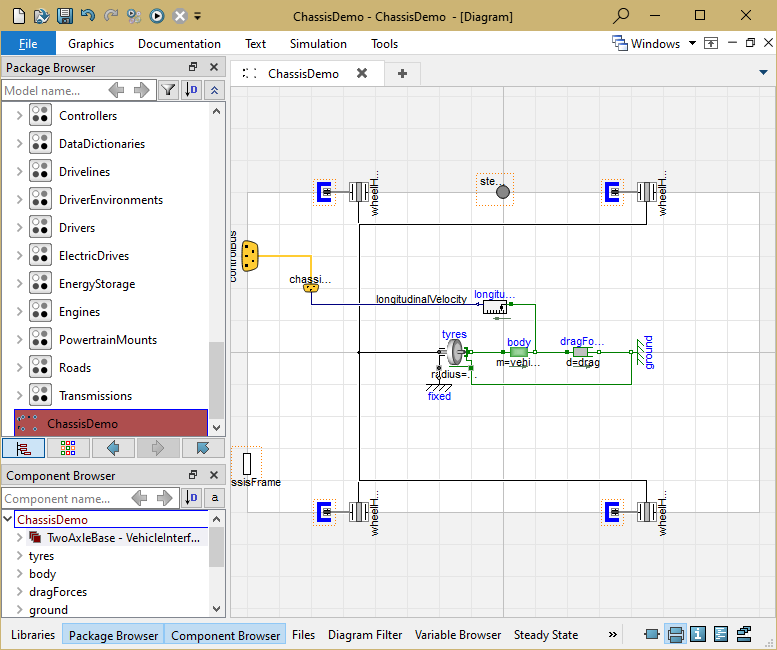 ChassisDemo - ChassisDemo - [Diagram]
File Graphics Documentation Text Simulation Tools Windows
Package Browser
Model name...
Controllers
DataDictionaries
Drivelines
DriverEnvironments
Drivers
ElectricDrives
EnergyStorage
Engines
PowertrainMounts
Roads
Transmissions
ChassisDemo
Component Browser
Component name...
a
ChassisDemo
TwoAxleBase - VehicleInterf...
tyres
body
dragForces
ground
ChassisDemo
ste...
wheelH...
wheelH...
controlBus
chassi...
longitudinalVelocity
longitu...
tyres
body
dragFo...
ground
radius=...
m=vehi...
d=drag
fixed
ssisFrame
wheelH...
wheelH...
Libraries Package Browser Component Browser Files Diagram Filter Variable Browser Steady State »